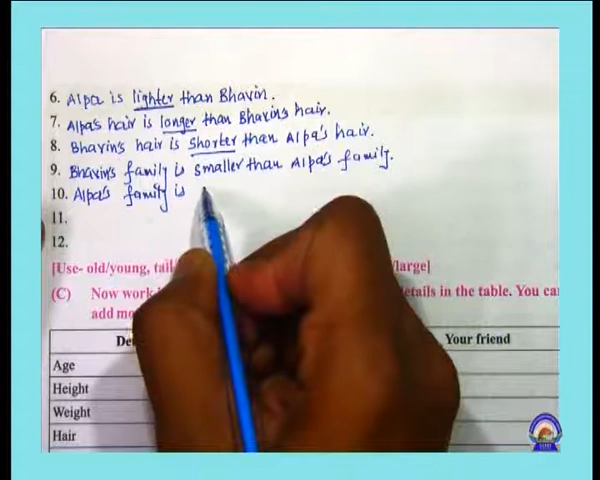 6. Alpa is lighter than Bhavin.
7. Alpa's hair is longer than Bhavin's hair.
8. Bhavin's hair is shorter than Alpa's hair.
9. Bhavin's family is smaller than Alpa's family.
10. Alpa's family is
11.
12.
[Use- old/young, tall /large]
(C) Now work details in the table. You can
add mo
De Your friend
Age
Height
Weight
Hair